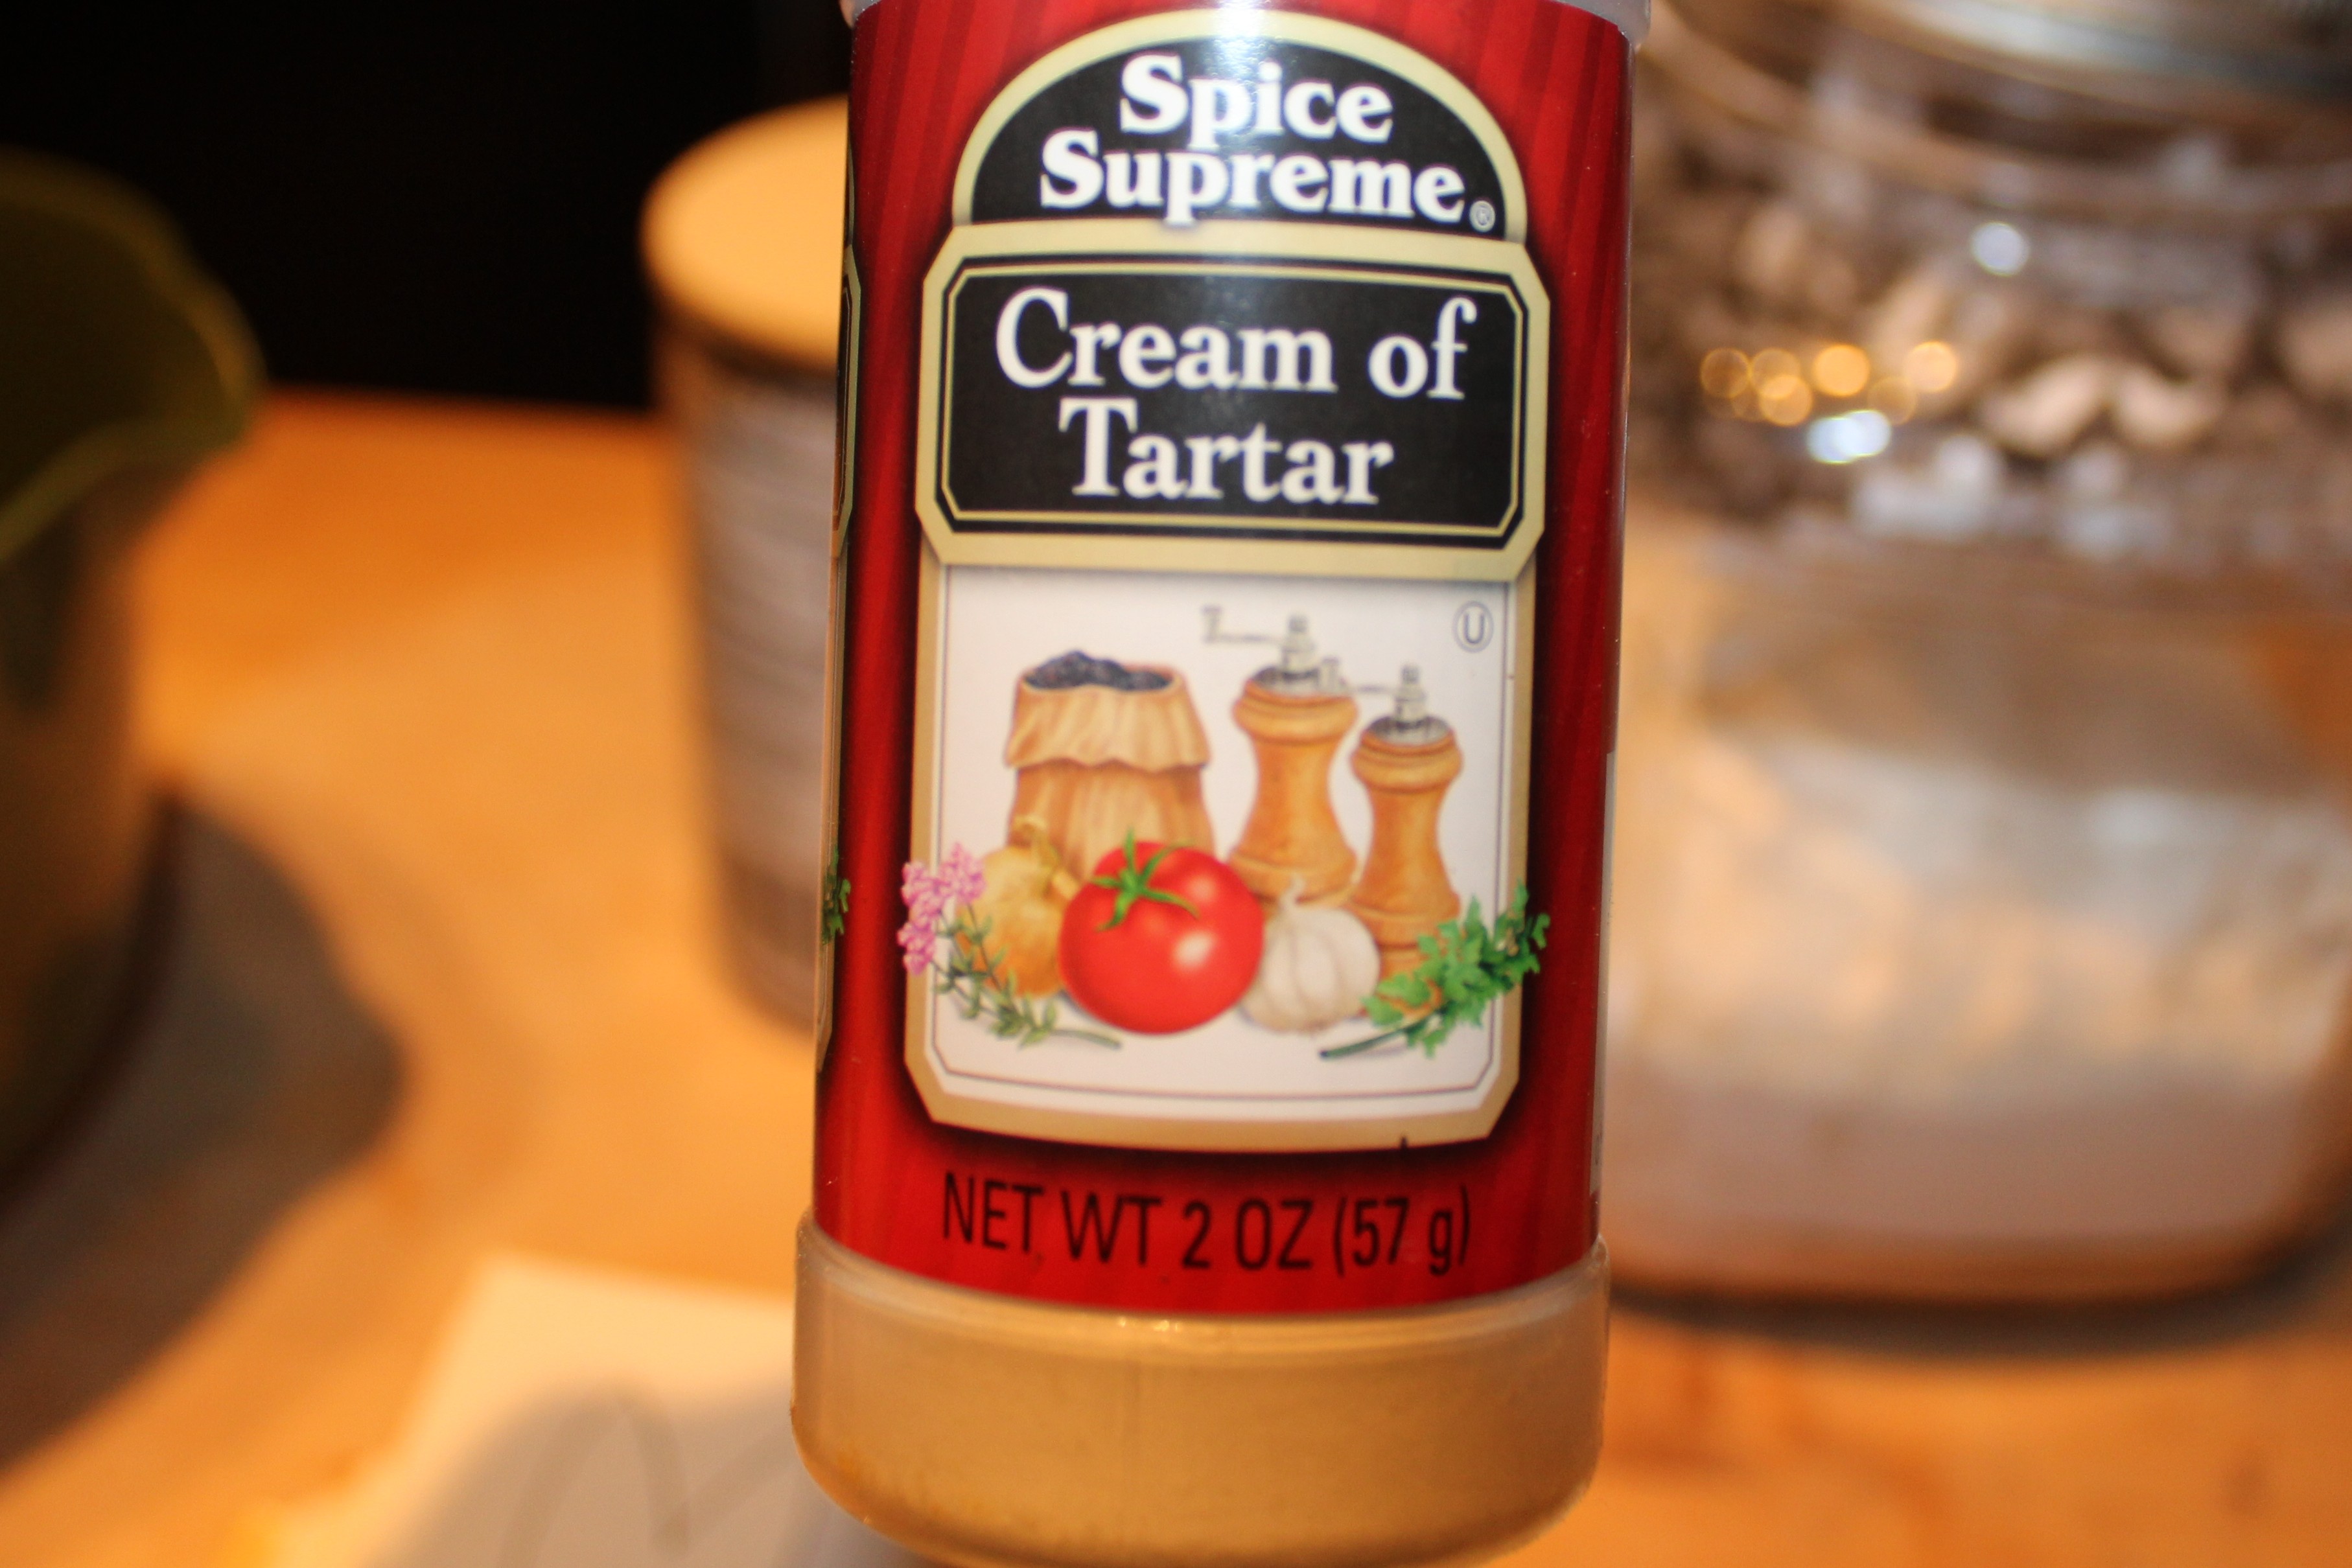 Spice
Supreme®
Cream of
Tartar
U
NET WT 2 OZ (57 g)